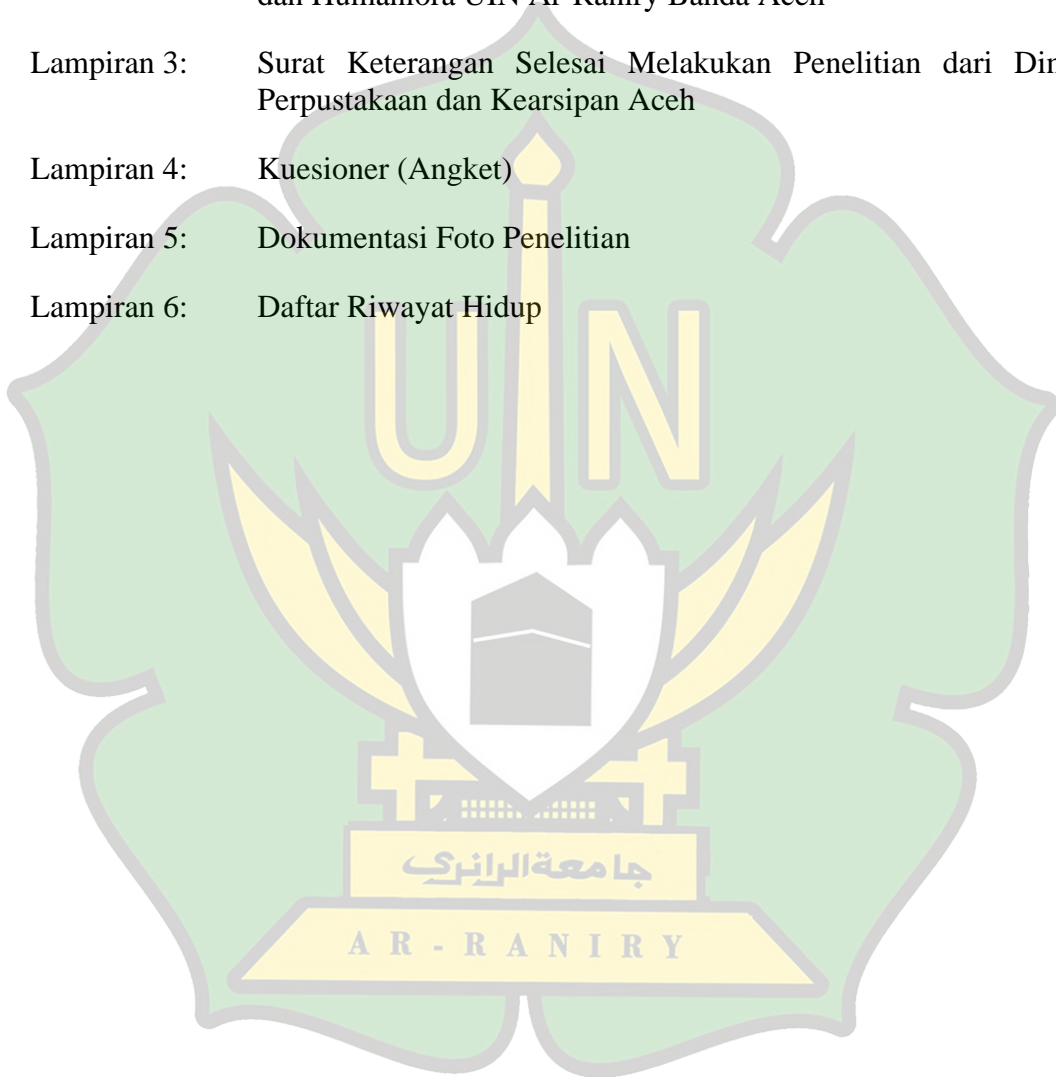 dan Humaniora UIN Ar-Raniry Banda Aceh
Lampiran 3: Surat Keterangan Selesai Melakukan Penelitian dari
Perpustakaan dan Kearsipan Aceh
Lampiran 4: Kuesioner (Angket)
Lampiran 5: Dokumentasi Foto Penelitian
Lampiran 6: Daftar Riwayat Hidup
UIN
جامعة الرانري
AR-RANIRY